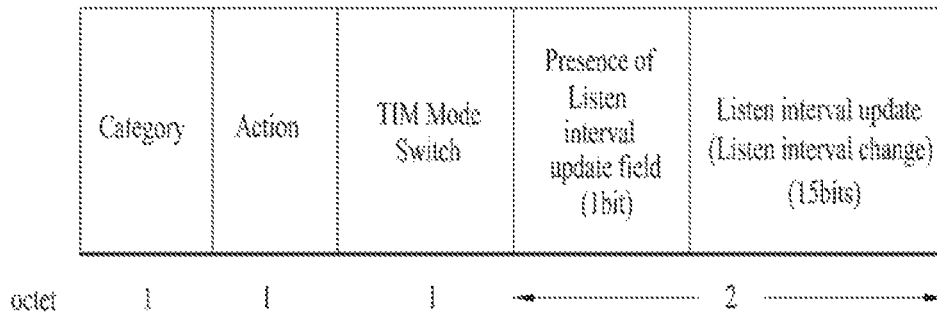 Category
Action
TIM Mode
Switch
Presence of
Listen
interval
update field
(1bit)
Listen interval update
(Listen interval change)
(15bits)
octet 1 1 1 2